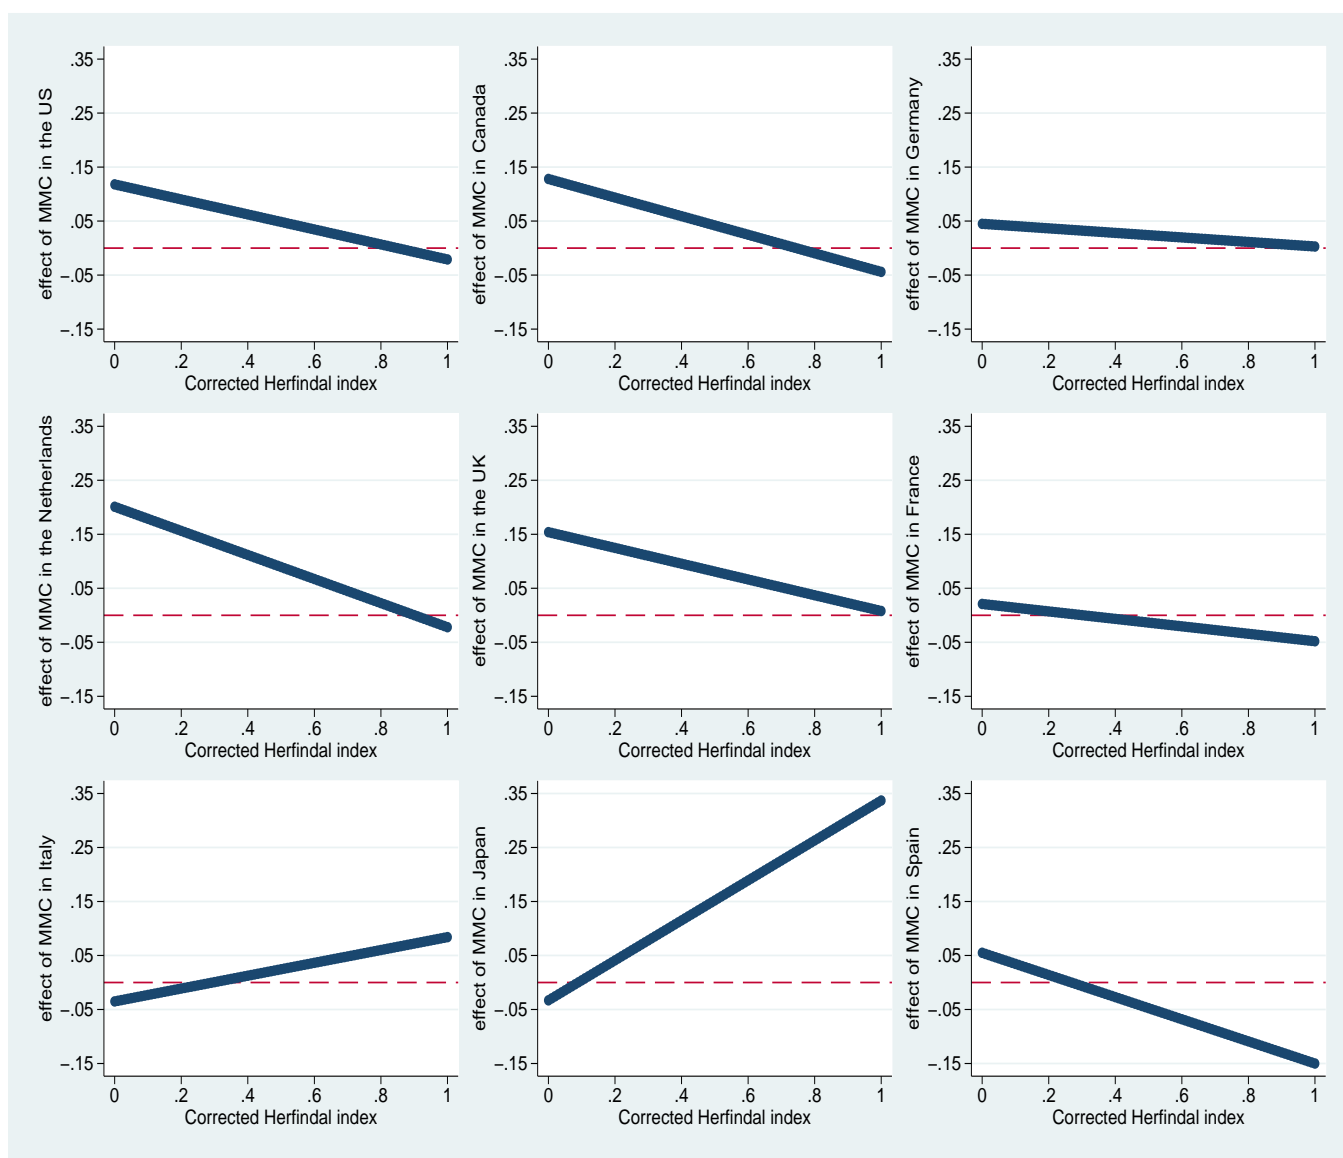 effect of MMC in the US
.35
.25
.15
.05
−.05
−.15
0 .2 .4 .6 .8 1
Corrected Herfindal index
effect of MMC in Canada
.35
.25
.15
.05
−.05
−.15
0 .2 .4 .6 .8 1
Corrected Herfindal index
effect of MMC in Germany
.35
.25
.15
.05
−.05
−.15
0 .2 .4 .6 .8 1
Corrected Herfindal index
effect of MMC in the Netherlands
.35
.25
.15
.05
−.05
−.15
0 .2 .4 .6 .8 1
Corrected Herfindal index
effect of MMC in the UK
.35
.25
.15
.05
−.05
−.15
0 .2 .4 .6 .8 1
Corrected Herfindal index
effect of MMC in France
.35
.25
.15
.05
−.05
−.15
0 .2 .4 .6 .8 1
Corrected Herfindal index
effect of MMC in Italy
.35
.25
.15
.05
−.05
−.15
0 .2 .4 .6 .8 1
Corrected Herfindal index
effect of MMC in Japan
.35
.25
.15
.05
−.05
−.15
0 .2 .4 .6 .8 1
Corrected Herfindal index
effect of MMC in Spain
.35
.25
.15
.05
−.05
−.15
0 .2 .4 .6 .8 1
Corrected Herfindal index